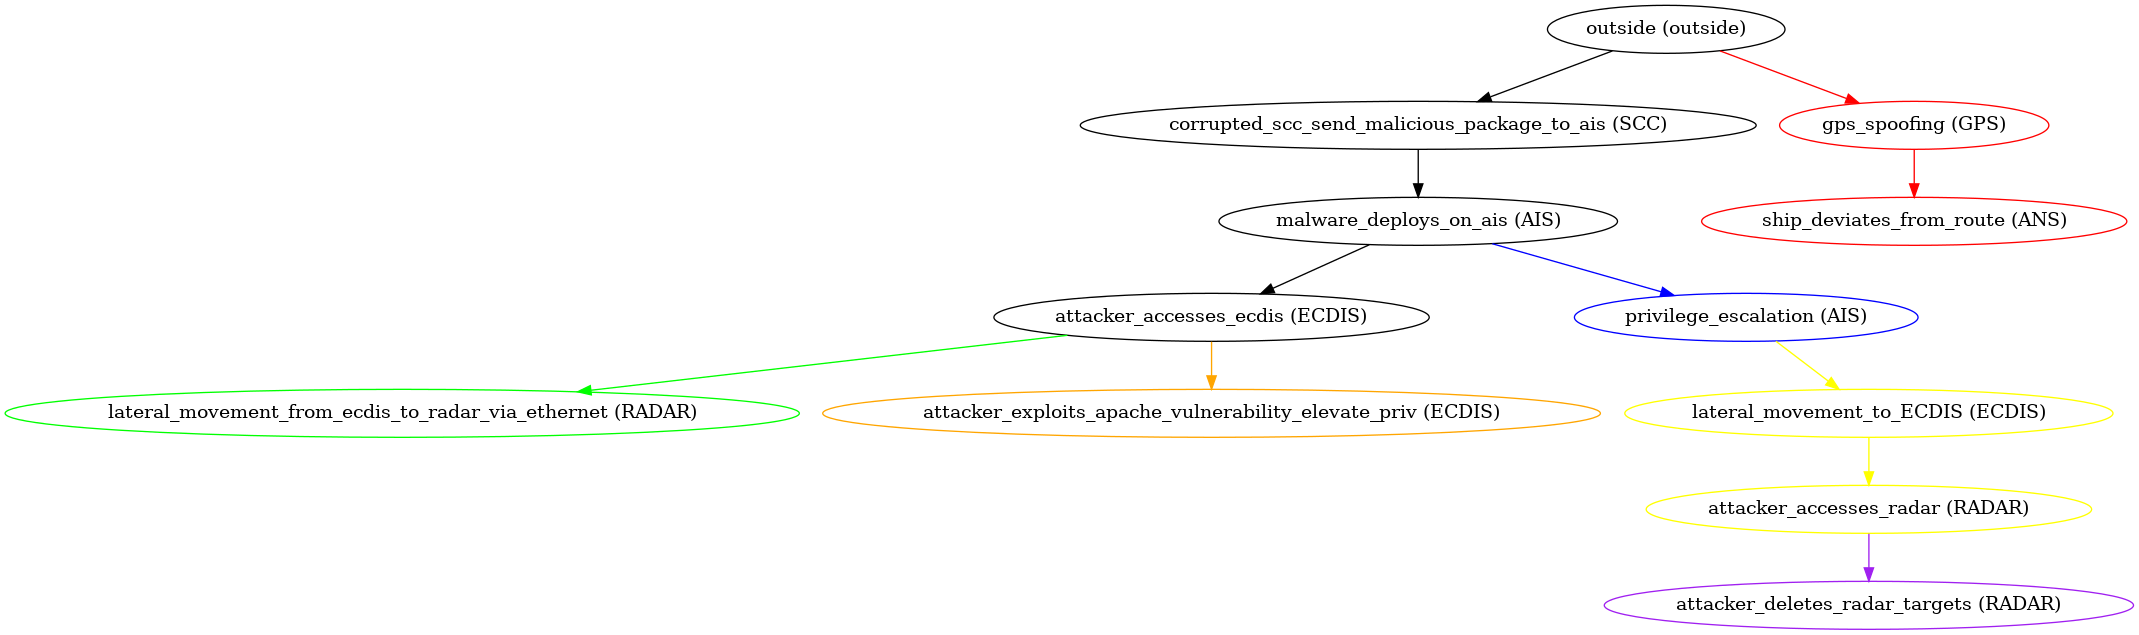 outside (outside)
corrupted_scc_send_malicious_package_to_ais (SCC)
gps_spoofing (GPS)
malware_deploys_on_ais (AIS)
ship_deviates_from_route (ANS)
attacker_accesses_ecdis (ECDIS)
privilege_escalation (AIS)
lateral_movement_from_ecdis_to_radar_via_ethernet (RADAR)
attacker_exploits_apache_vulnerability_elevate_priv (ECDIS)
lateral_movement_to_ECDIS (ECDIS)
attacker_accesses_radar (RADAR)
attacker_deletes_radar_targets (RADAR)